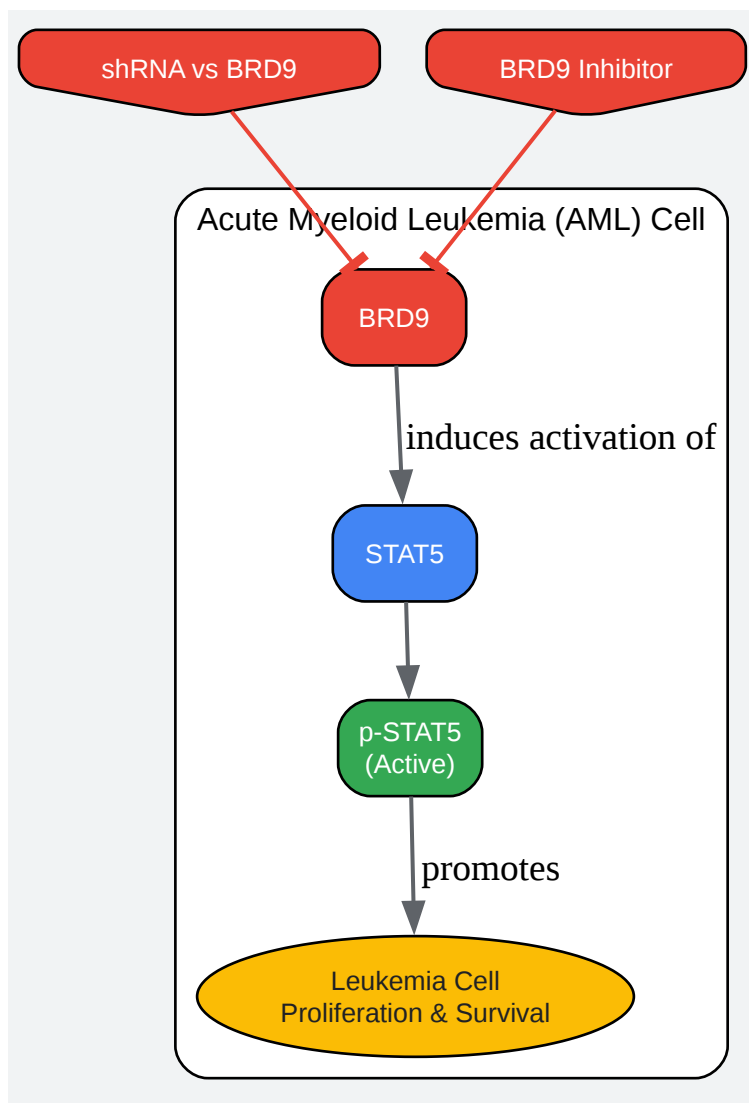 shRNA vs BRD9
BRD9 Inhibitor
Acute Myeloid Leukemia (AML) Cell
BRD9
induces activation of
STAT5
p-STAT5
(Active)
promotes
Leukemia Cell
Proliferation & Survival